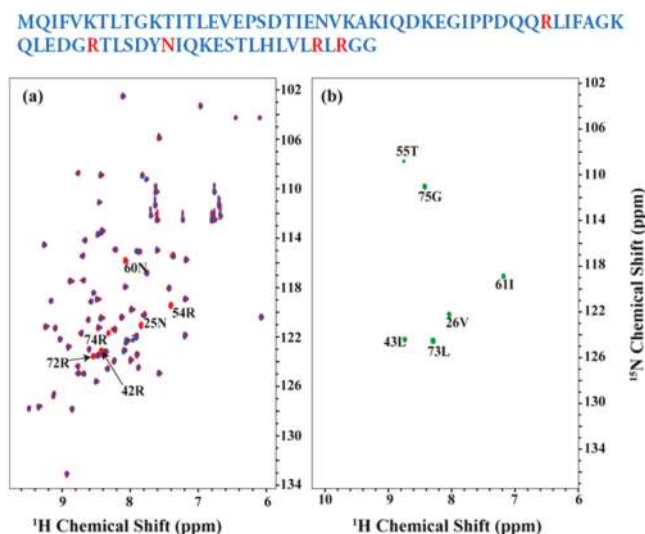 MQIFVKTLTGKTITLEVEPSDTIENVKAKIQDKEGIPPDQQRLIFAGK
QLEDGRTLSDYNIQKESTLHLVLRLRGG
(a)
60N
54R
25N
74R
72R
42R
102
106
110
114
118
122
126
130
134
9
8
7
6
¹H Chemical Shift (ppm)
(b)
55T
75G
61I
26V
43L
73L
102
106
110
114
118
122
126
130
134
10
9
8
7
6
¹H Chemical Shift (ppm)
¹⁵N Chemical Shift (ppm)